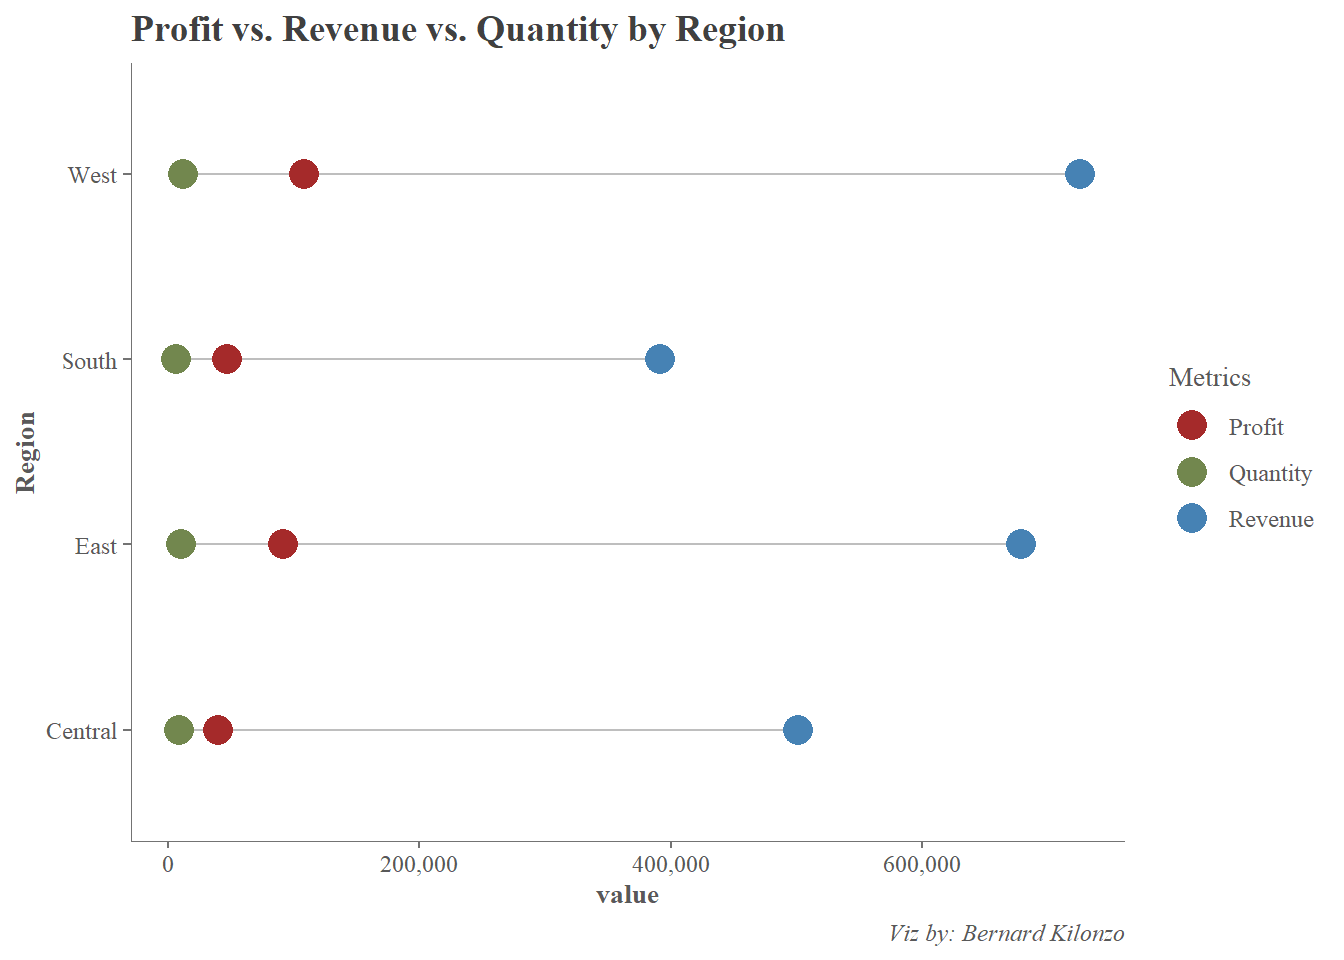 Profit vs. Revenue vs. Quantity by Region
West
South
East
Central
Region
0 200,000 400,000 600,000
value
Metrics
Profit
Quantity
Revenue
Viz by: Bernard Kilonzo